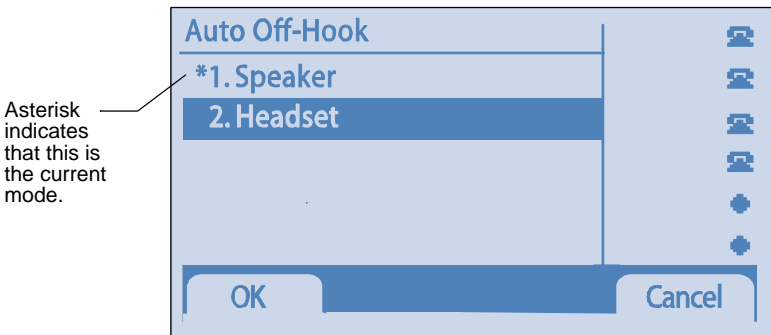 Auto Off-Hook
*1. Speaker
2. Headset
Asterisk
indicates
that this is
the current
mode.
OK
Cancel